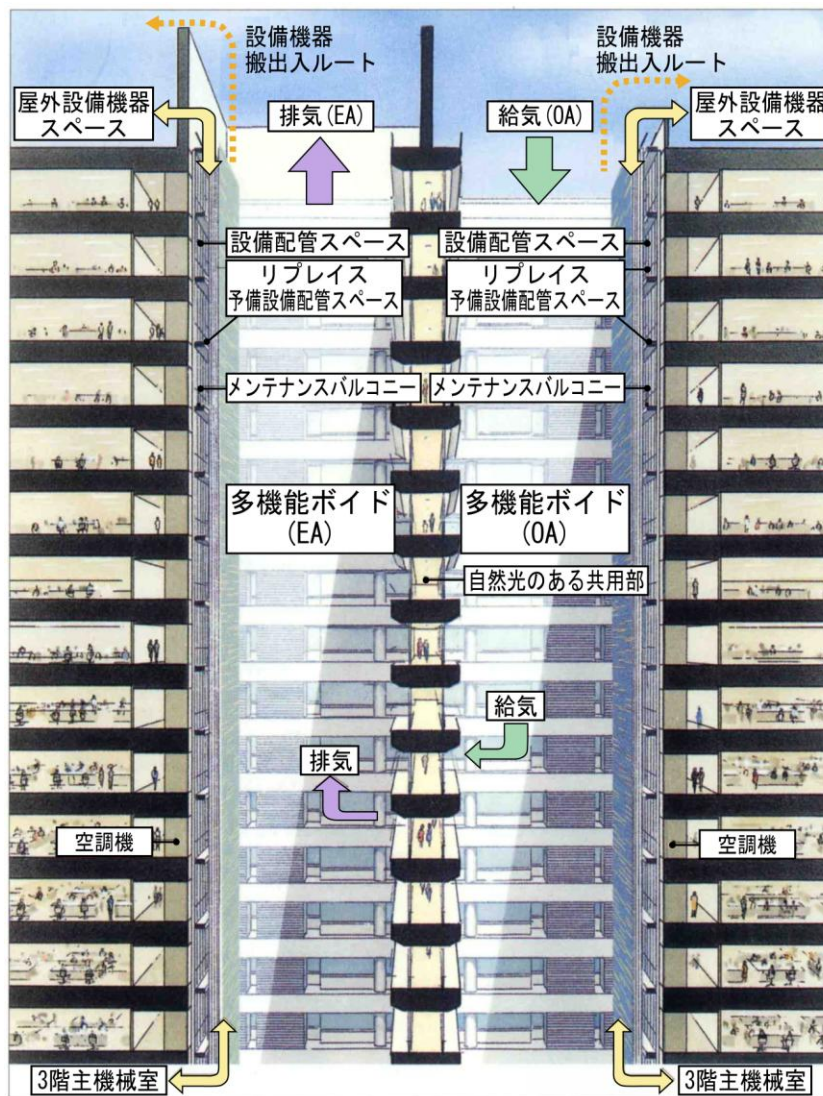 設備機器
搬出入ルート
設備機器
搬出入ルート
屋外設備機器
スペース
排気(EA)
給気(OA)
屋外設備機器
スペース
設備配管スペース
設備配管スペース
リプレイス
予備設備配管スペース
リプレイス
予備設備配管スペース
メンテナンスバルコニー
メンテナンスバルコニー
多機能ボイド
(EA)
多機能ボイド
(OA)
自然光のある共用部
給気
排気
空調機
空調機
3階主機械室
3階主機械室